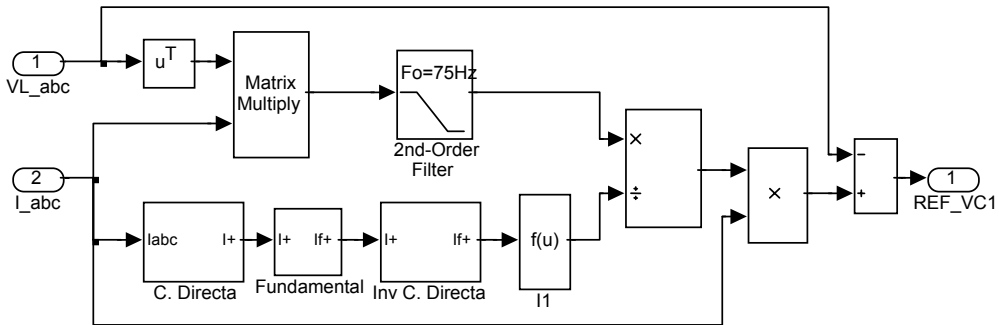 1
VL_abc
uT
Matrix
Multiply
Fo=75Hz
2nd-Order
Filter
×
÷
2
I_abc
Iabc
I+
C. Directa
I+
If+
Fundamental
I+
If+
Inv C. Directa
f(u)
I1
×
−
+
1
REF_VC1